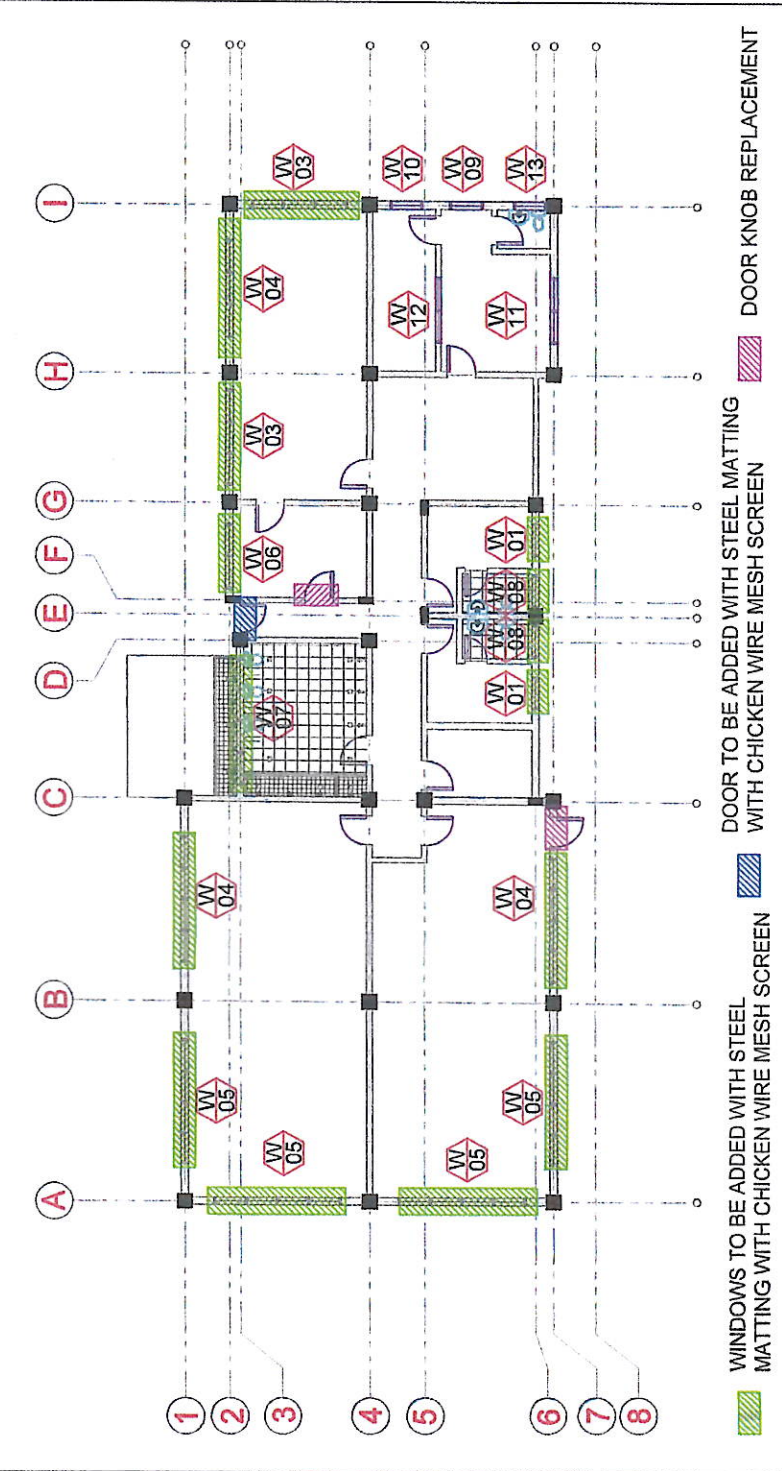 I
H
G
F
E
D
C
B
A
1
2
3
4
5
6
7
8
W
03
W
04
W
03
W
06
W
07
W
04
W
05
W
05
W
10
W
09
W
13
W
12
W
11
W
01
W
08
W
08
W
01
W
04
W
05
W
05
WINDOWS TO BE ADDED WITH STEEL
MATTING WITH CHICKEN WIRE MESH SCREEN
DOOR TO BE ADDED WITH STEEL MATTING
WITH CHICKEN WIRE MESH SCREEN
DOOR KNOB REPLACEMENT